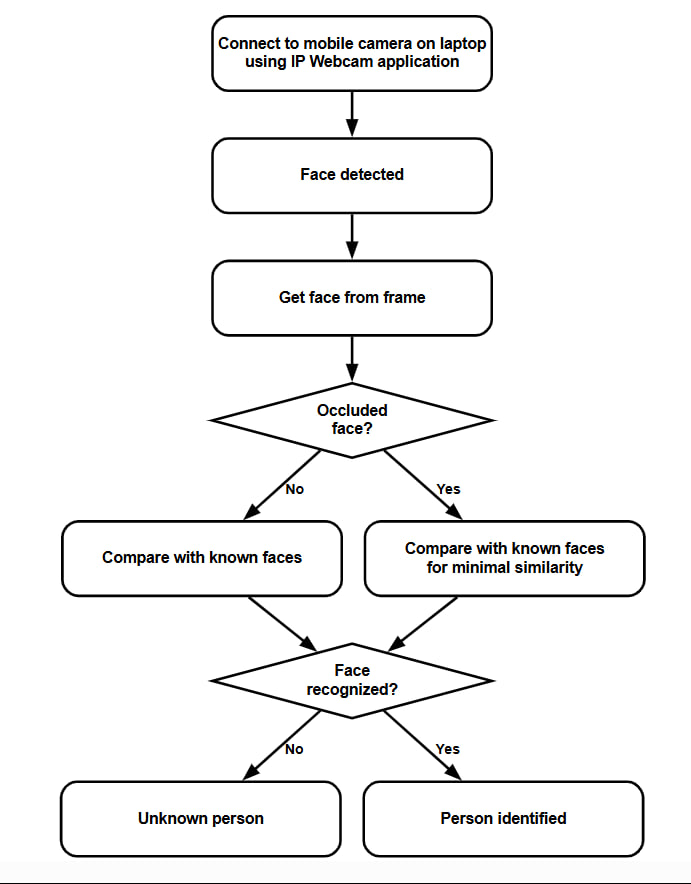 Connect to mobile camera on laptop
using IP Webcam application
Face detected
Get face from frame
Occluded
face?
No
Yes
Compare with known faces
Compare with known faces
for minimal similarity
Face
recognized?
No
Yes
Unknown person
Person identified